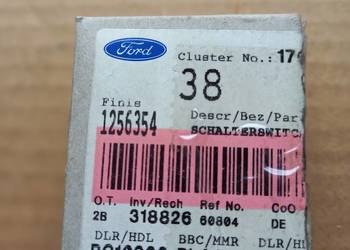 Ford
Cluster No.: 17
38
Finis
1256354
Descr/Bez/Par
SCHALTERSWITC
O.T. Inv/Rech Ref No. CoO
2B 318826 60804 DE
DLR/HDL BBC/MMR DLR/H